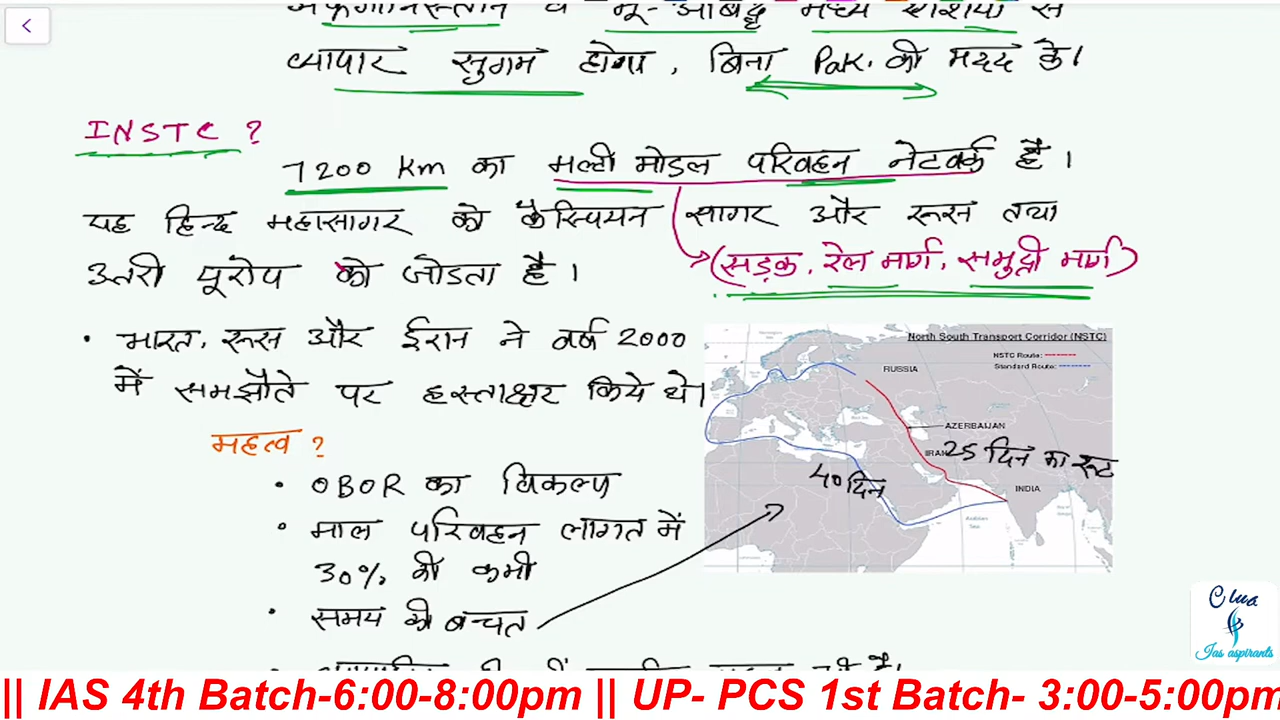 अफगानिस्तान व भू-आबद्ध मध्य एशिया से
व्यापार सुगम होगा, बिना Pak. की मदद के।
INSTC ?
7200 Km का मल्टी मोडल परिवहन नेटवर्क है।
यह हिन्द महासागर को कैस्पियन सागर और रूस तथा
(सड़क, रेल मार्ग, समुद्री मार्ग)
उतरी यूरोप को जोडता है।
• भारत, रूस और ईरान ने वर्ष 2000
में समझौते पर हस्ताक्षर किये थे।
North South Transport Corridor (NSTC)
NSTC Route:
Standard Route:
RUSSIA
AZERBAIJAN
IRAN
25 दिन का रूट
40 दिन
INDIA
महत्व ?
• OBOR का विकल्प
• माल परिवहन लागत में
30% की कमी
• समय की बचत
Clue
Ias aspirants
|| IAS 4th Batch-6:00-8:00pm || UP- PCS 1st Batch- 3:00-5:00pm